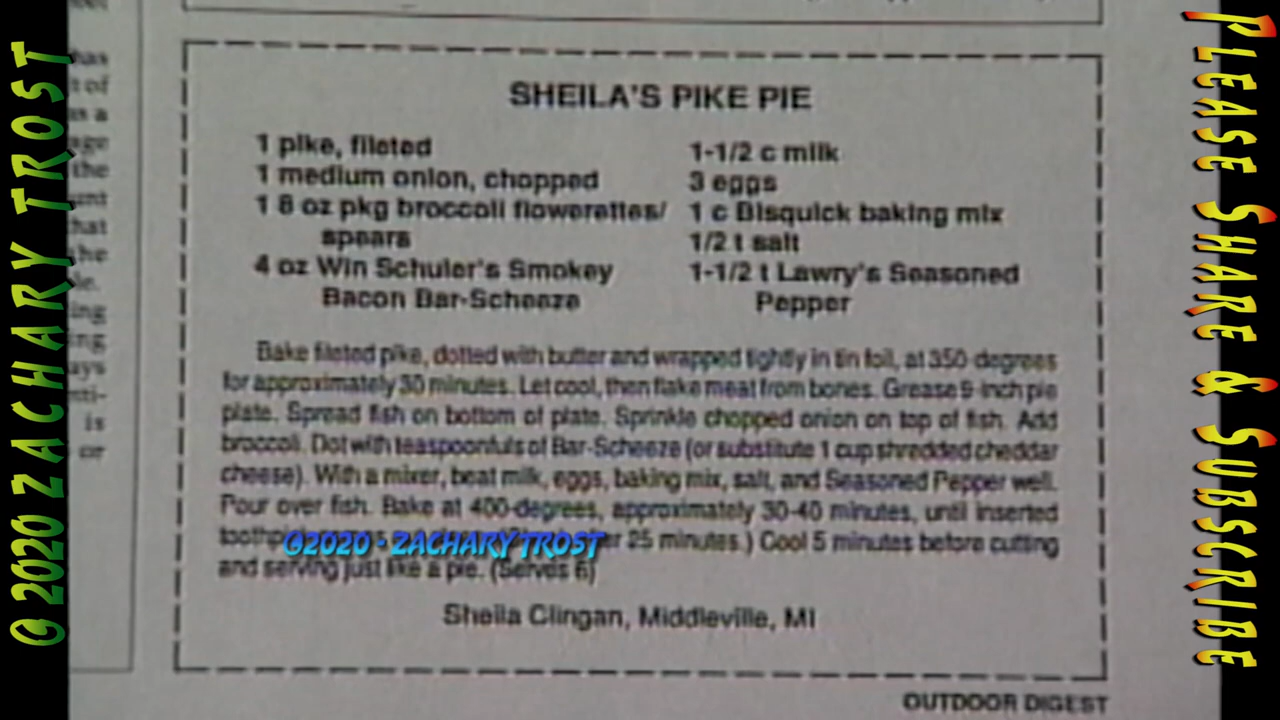 SHEILA'S PIKE PIE
1 pike, fileted
1 medium onion, chopped
1 8 oz pkg broccoli flowerettes/
spears
4 oz Win Schuler's Smokey
Bacon Bar-Scheeze
1-1/2 c milk
3 eggs
1 c Bisquick baking mix
1/2 t salt
1-1/2 t Lawry's Seasoned
Pepper
Bake fileted pike, dotted with butter and wrapped tightly in tin foil, at 350-degrees
for approximately 30 minutes. Let cool, then flake meat from bones. Grease 9-inch pie
plate. Spread fish on bottom of plate. Sprinkle chopped onion on top of fish. Add
broccoli. Dot with teaspoonfuls of Bar-Scheeze (or substitute 1 cup shredded cheddar
cheese). With a mixer, beat milk, eggs, baking mix, salt, and Seasoned Pepper well.
Pour over fish. Bake at 400-degrees, approximately 30-40 minutes, until inserted
25 minutes.) Cool 5 minutes before cutting
and serving just like a pie. (Serves 6)
Sheila Clingan, Middleville, MI
OUTDOOR DIGEST
©2020 - ZACHARY TROST
© 2020 ZACHARY TROST
PLEASE SHARE & SUBSCRIBE
of
as a
the
is
or